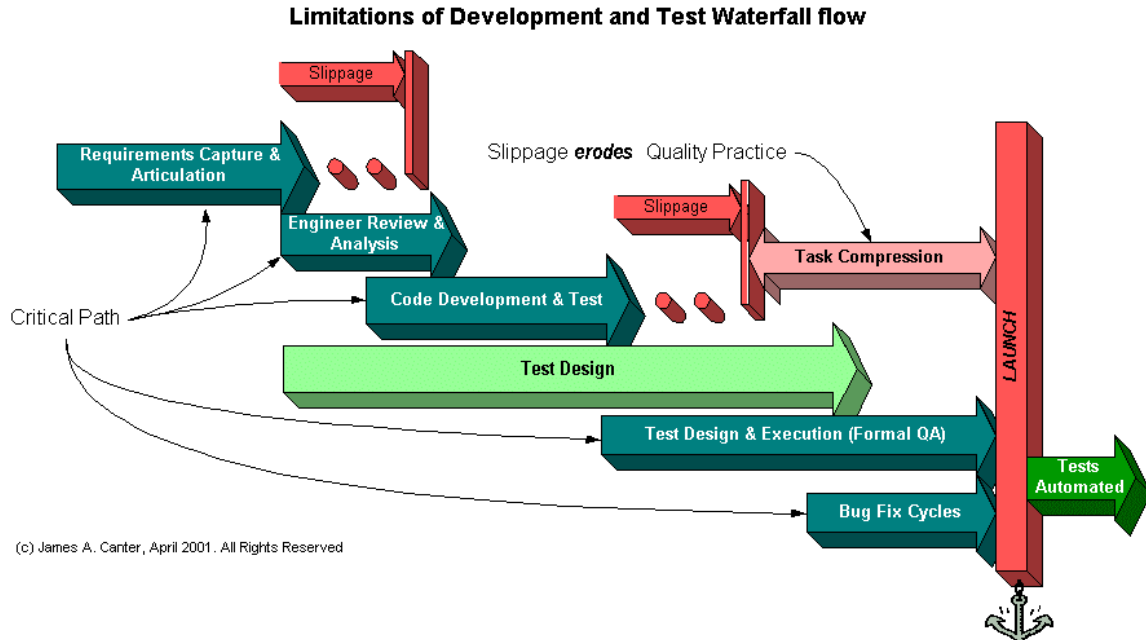 Limitations of Development and Test Waterfall flow
Slippage
Requirements Capture &
Articulation
Slippage erodes Quality Practice
Slippage
Engineer Review &
Analysis
Task Compression
Code Development & Test
Critical Path
LAUNCH
Test Design
Test Design & Execution (Formal QA)
Tests
Automated
Bug Fix Cycles
(c) James A. Canter, April 2001. All Rights Reserved